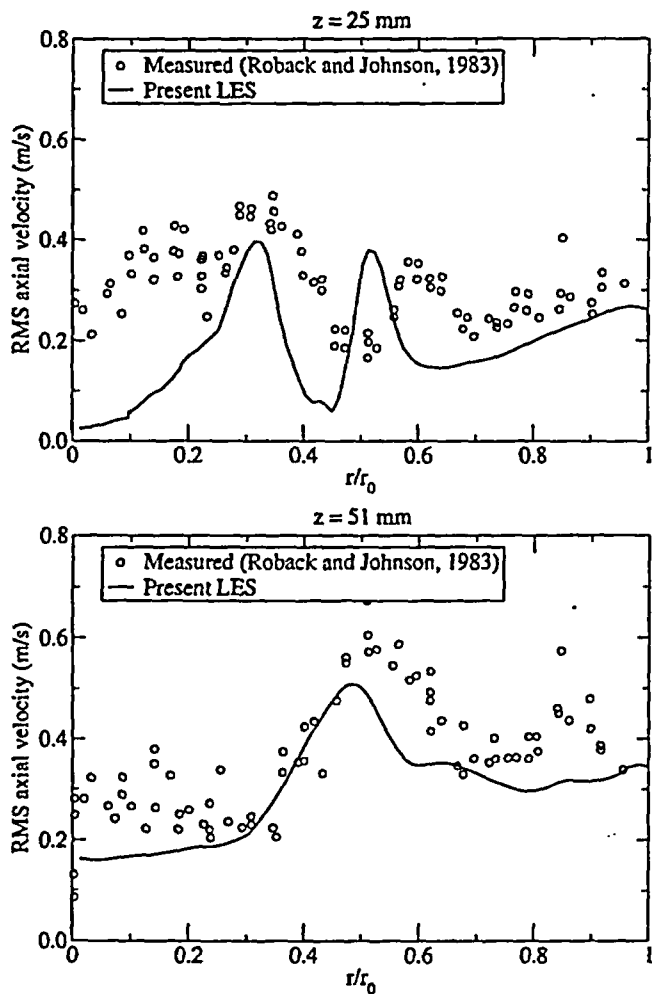 z = 25 mm
0.8
Measured (Roback and Johnson, 1983)
Present LES
0.6
0.4
0.2
0.0
RMS axial velocity (m/s)
0 0.2 0.4 0.6 0.8 1
r/r0
z = 51 mm
0.8
Measured (Roback and Johnson, 1983)
Present LES
0.6
0.4
0.2
0.0
RMS axial velocity (m/s)
0 0.2 0.4 0.6 0.8 1
r/r0